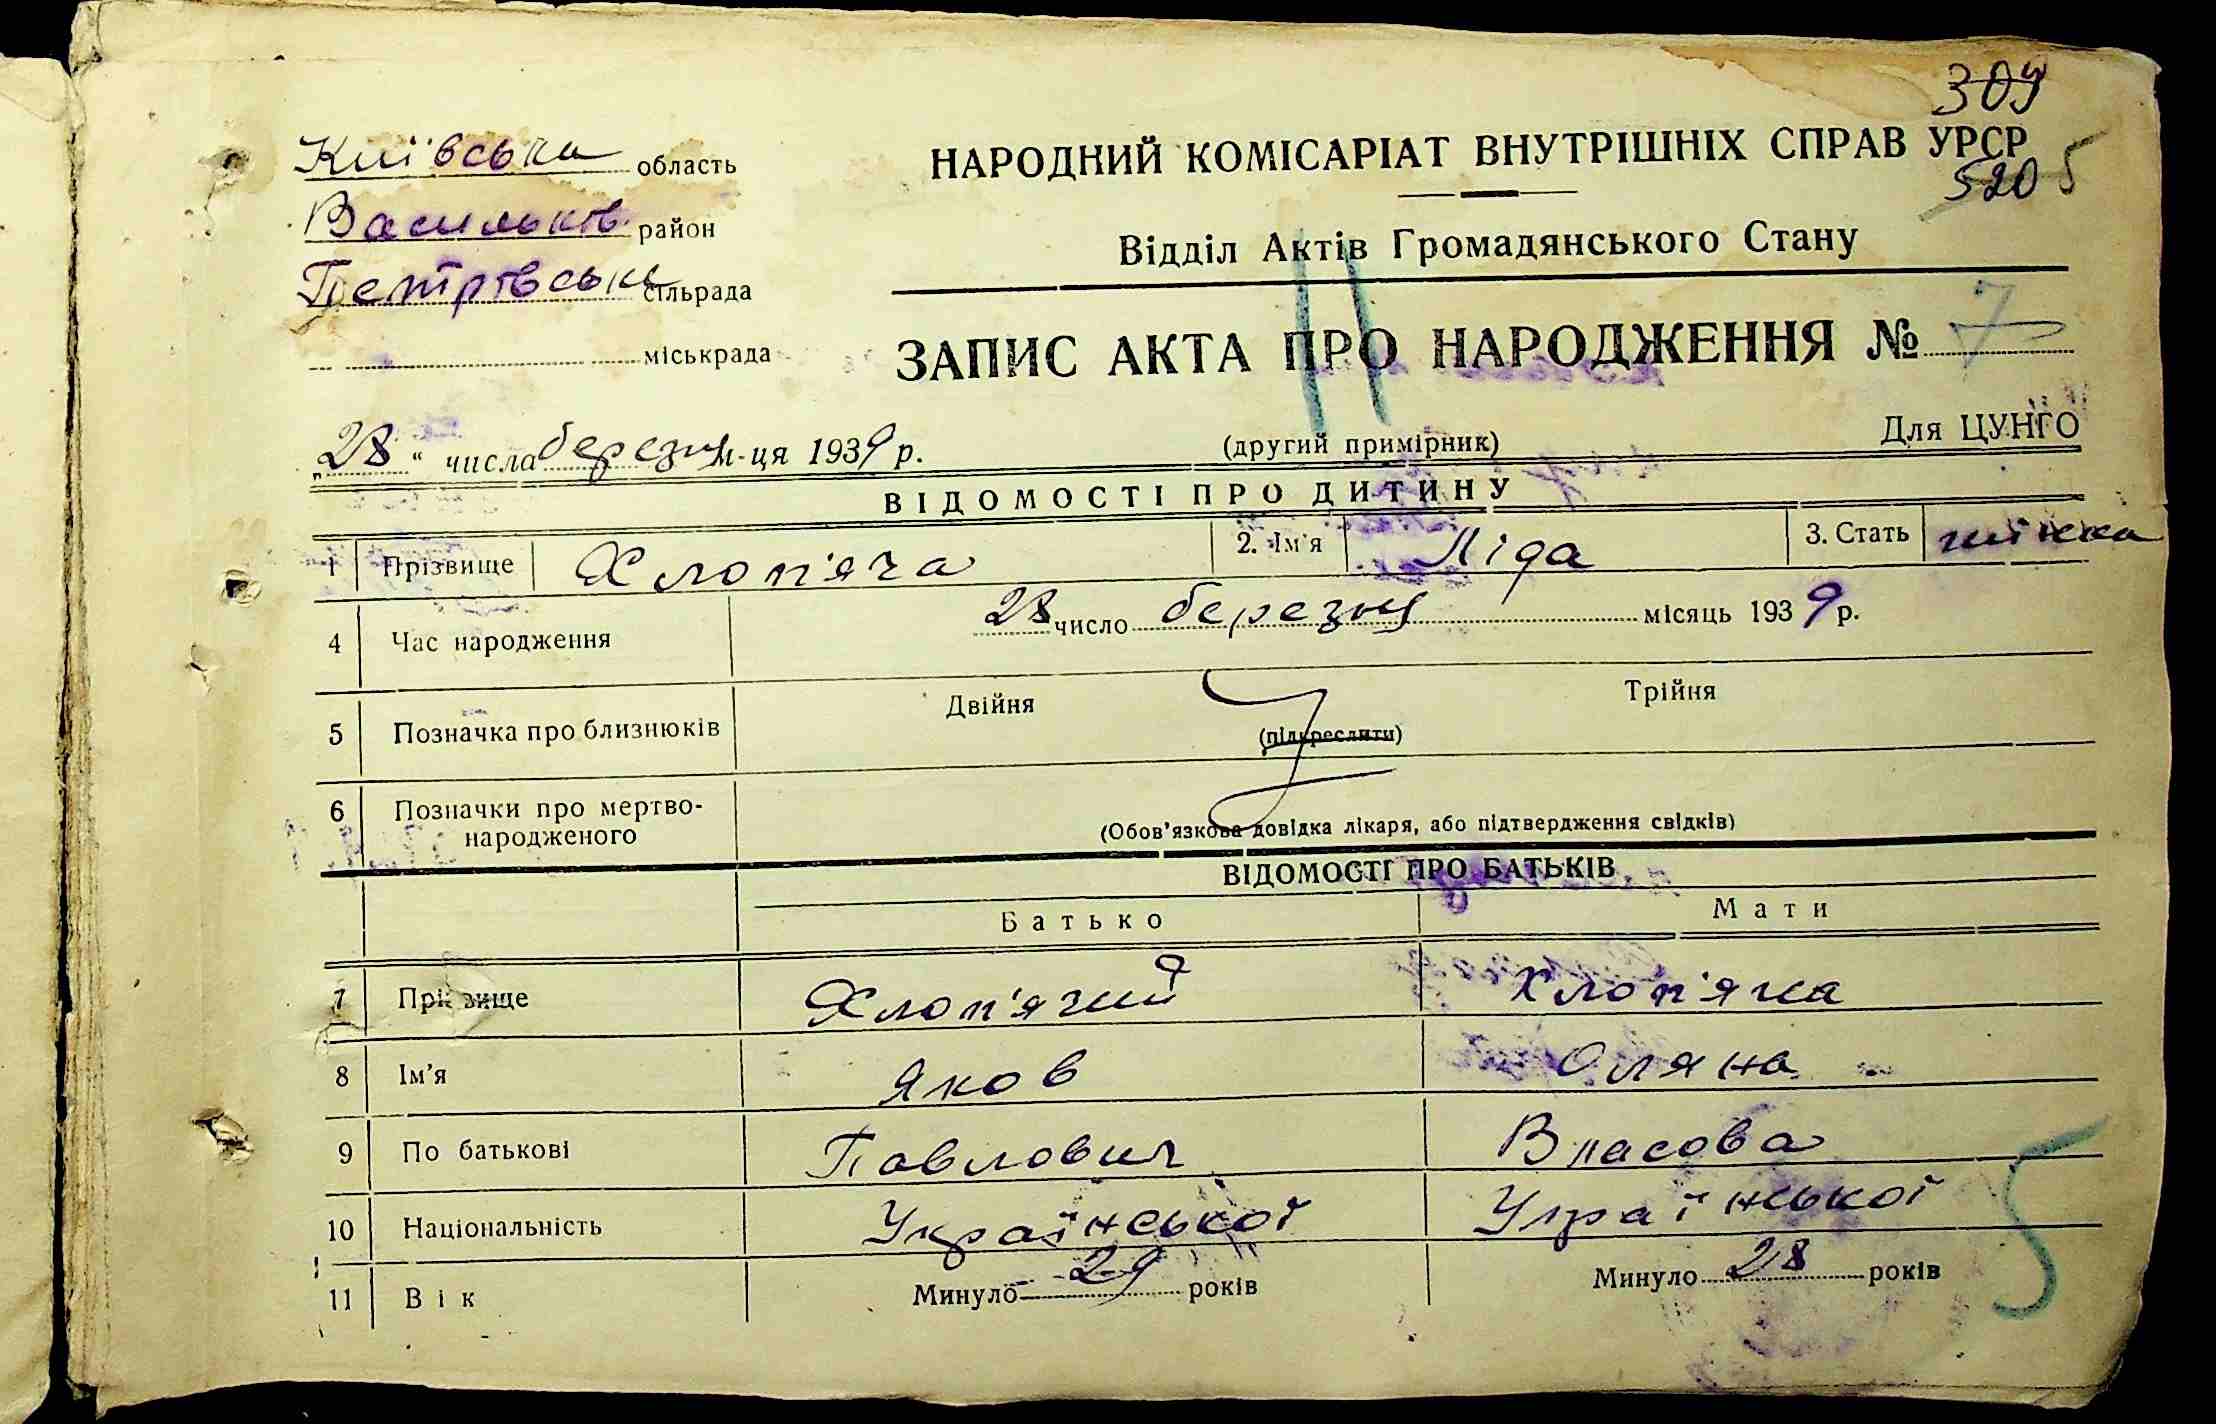 309
Київська область
НАРОДНИЙ КОМІСАРІАТ ВНУТРІШНІХ СПРАВ УРСР
520 5
Васильків. район
Відділ Актів Громадянського Стану
Петрівська сільрада
міськрада
ЗАПИС АКТА ПРО НАРОДЖЕННЯ № 7
„28“ числа березня м-ця 1939 р.
(другий примірник)
Для ЦУНГО
ВІДОМОСТІ ПРО ДИТИНУ
1 Прізвище Хлоп'яча 2. Ім'я Ліда 3. Стать жінка
4 Час народження 28 число березня місяць 1939 р.
5 Позначка про близнюків Двійня (підкреслити) Трійня
6 Позначки про мертво-
народженого (Обов'язкова довідка лікаря, або підтвердження свідків)
ВІДОМОСТІ ПРО БАТЬКІВ
Батько Мати
7 Прізвище Хлоп'ячий Хлоп'яча
8 Ім'я Яков Оляна
9 По батькові Павлович Власова
10 Національність Української Української
11 Вік Минуло 29 років Минуло 28 років
5